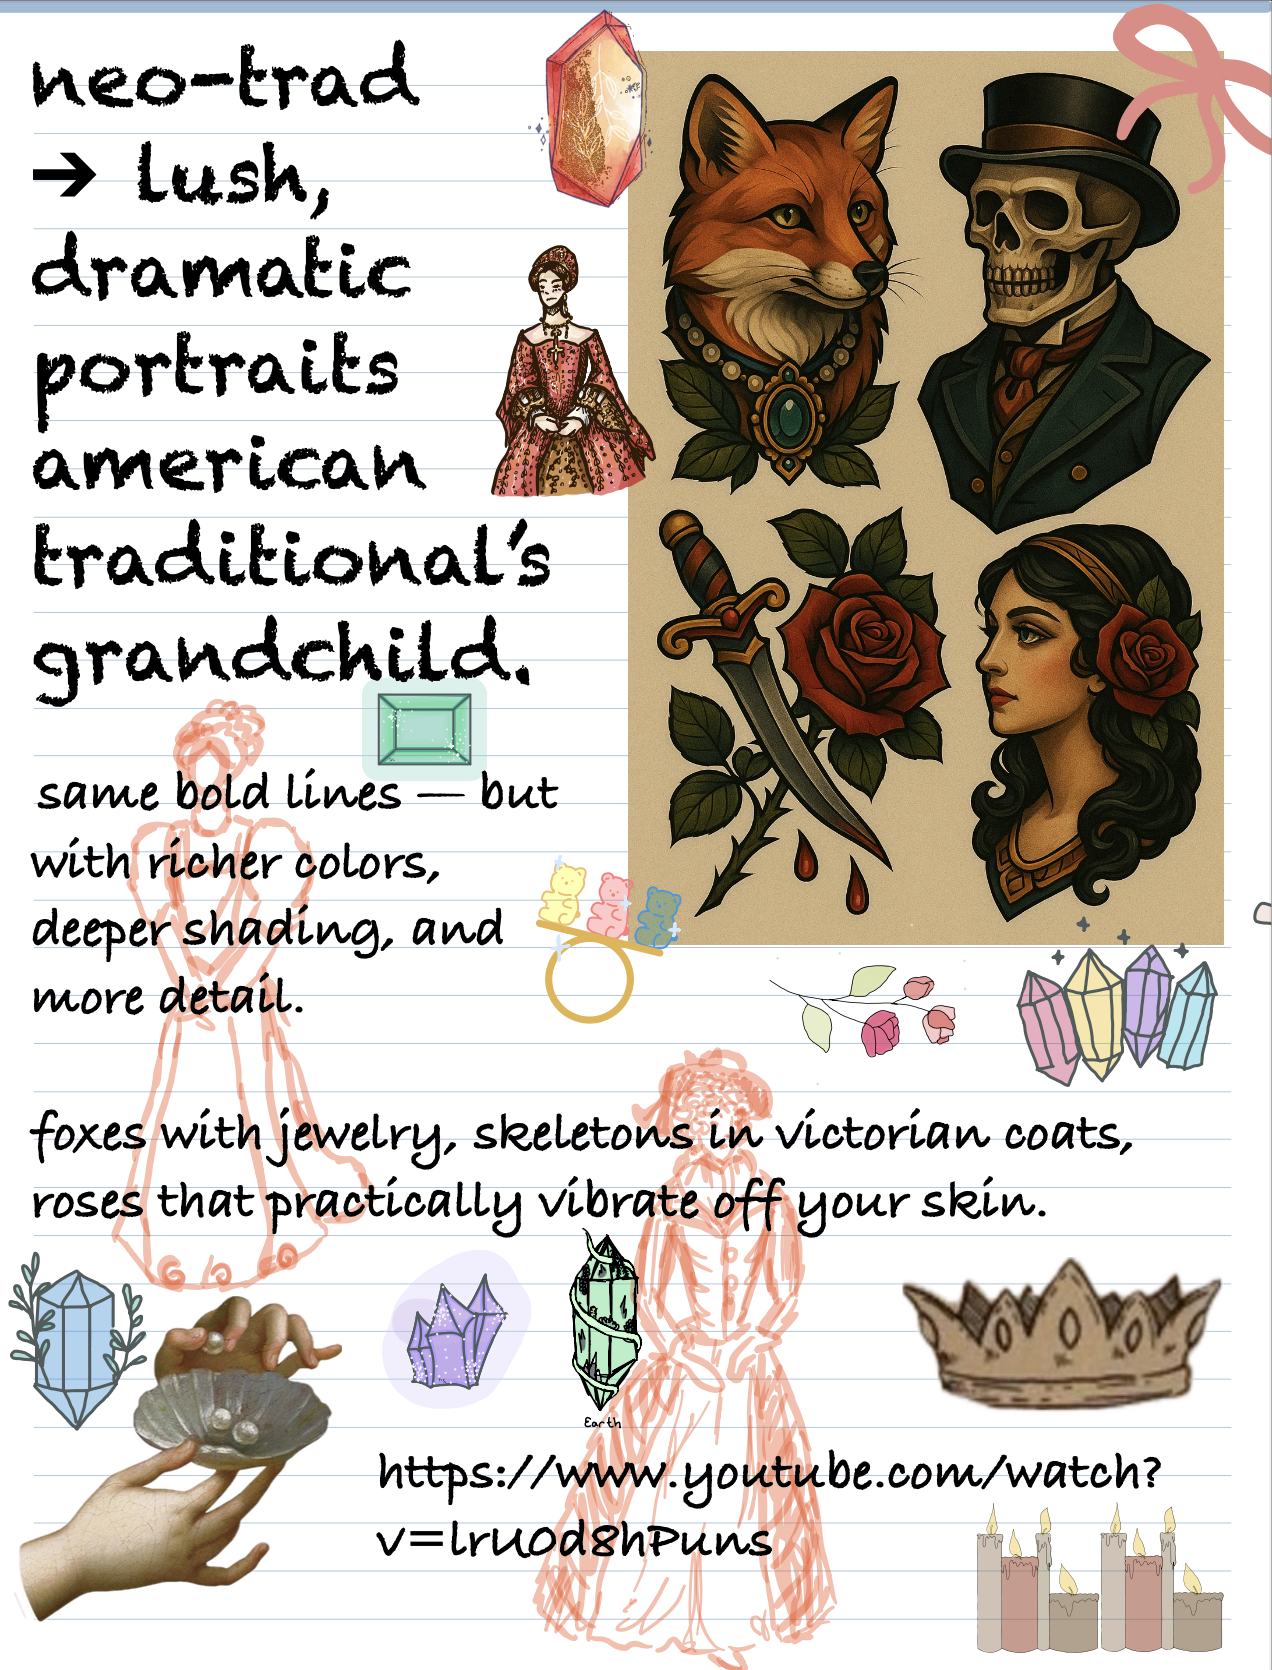 neo-trad
→ lush,
dramatic
portraits
american
traditional's
grandchild.
same bold lines — but
with richer colors,
deeper shading, and
more detail.
foxes with jewelry, skeletons in victorian coats,
roses that practically vibrate off your skin.
Earth
https://www.youtube.com/watch?
v=lrU0d8hPuns